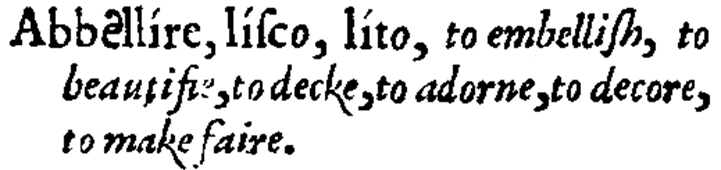 Abbellíre, líſco, líto, to embelliſh, to
beautifie, to decke, to adorne, to decore,
to make faire.